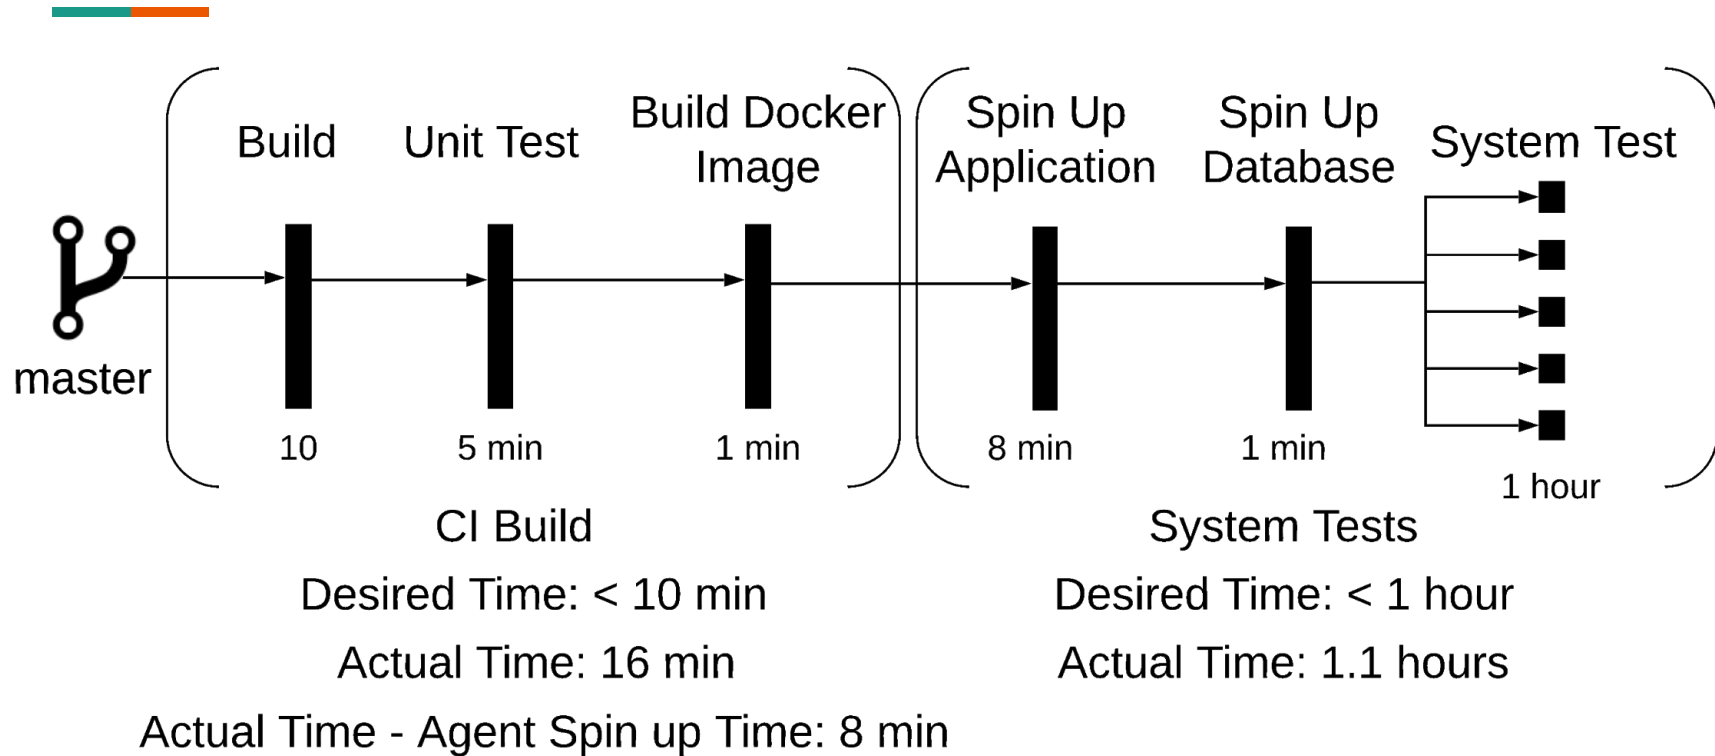 Build
Unit Test
Build Docker
Image
Spin Up
Application
Spin Up
Database
System Test
master
10
5 min
1 min
8 min
1 min
1 hour
CI Build
Desired Time: < 10 min
Actual Time: 16 min
Actual Time - Agent Spin up Time: 8 min
System Tests
Desired Time: < 1 hour
Actual Time: 1.1 hours